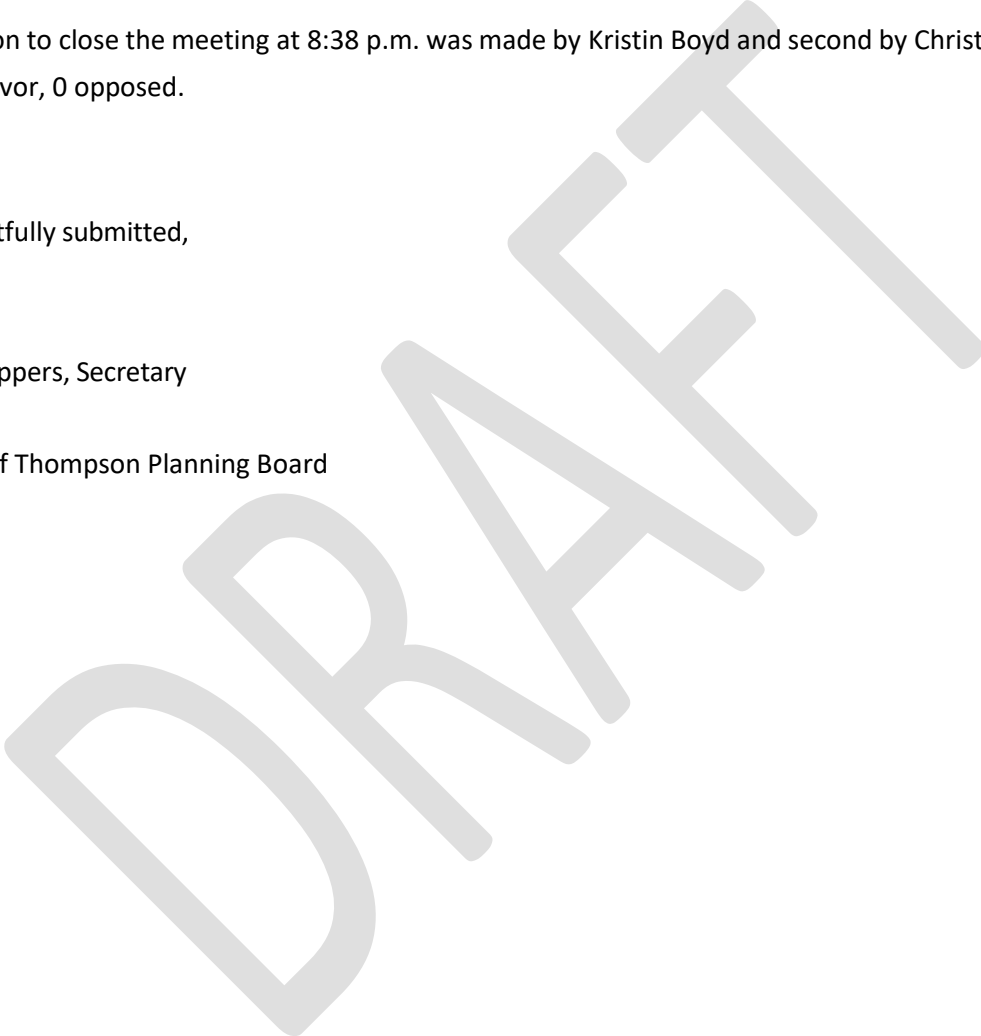 on to close the meeting at 8:38 p.m. was made by Kristin Boyd and second by Christ
vor, 0 opposed.
tfully submitted,
ppers, Secretary
f Thompson Planning Board
DRAFT